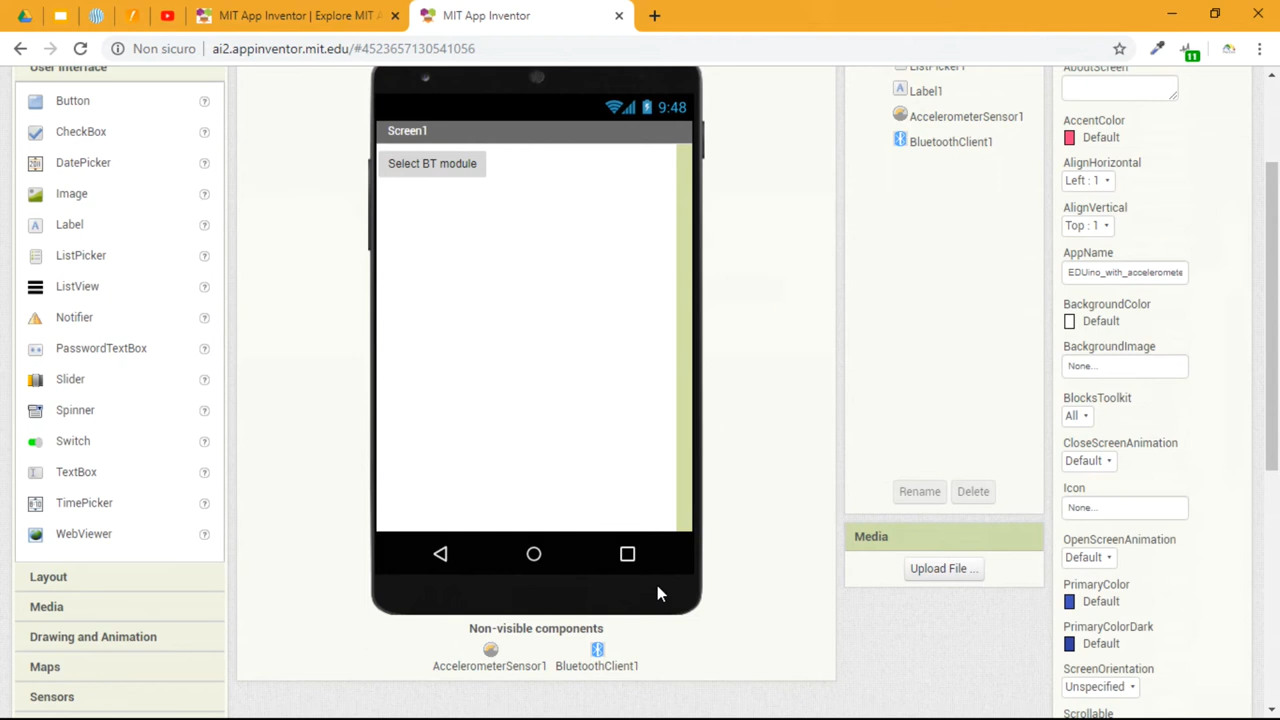 MIT App Inventor | Explore MIT A
MIT App Inventor
Non sicuro
ai2.appinventor.mit.edu/#4523657130541056
11
User Interface
Button
CheckBox
DatePicker
Image
Label
ListPicker
ListView
Notifier
PasswordTextBox
Slider
Spinner
Switch
TextBox
TimePicker
WebViewer
Layout
Media
Drawing and Animation
Maps
Sensors
9:48
Screen1
Select BT module
Non-visible components
AccelerometerSensor1
BluetoothClient1
ListPicker1
Label1
AccelerometerSensor1
BluetoothClient1
Rename
Delete
Media
Upload File ...
AboutScreen
AccentColor
Default
AlignHorizontal
Left : 1
AlignVertical
Top : 1
AppName
EDUino_with_acceleromete
BackgroundColor
Default
BackgroundImage
None...
BlocksToolkit
All
CloseScreenAnimation
Default
Icon
None...
OpenScreenAnimation
Default
PrimaryColor
Default
PrimaryColorDark
Default
ScreenOrientation
Unspecified
Scrollable